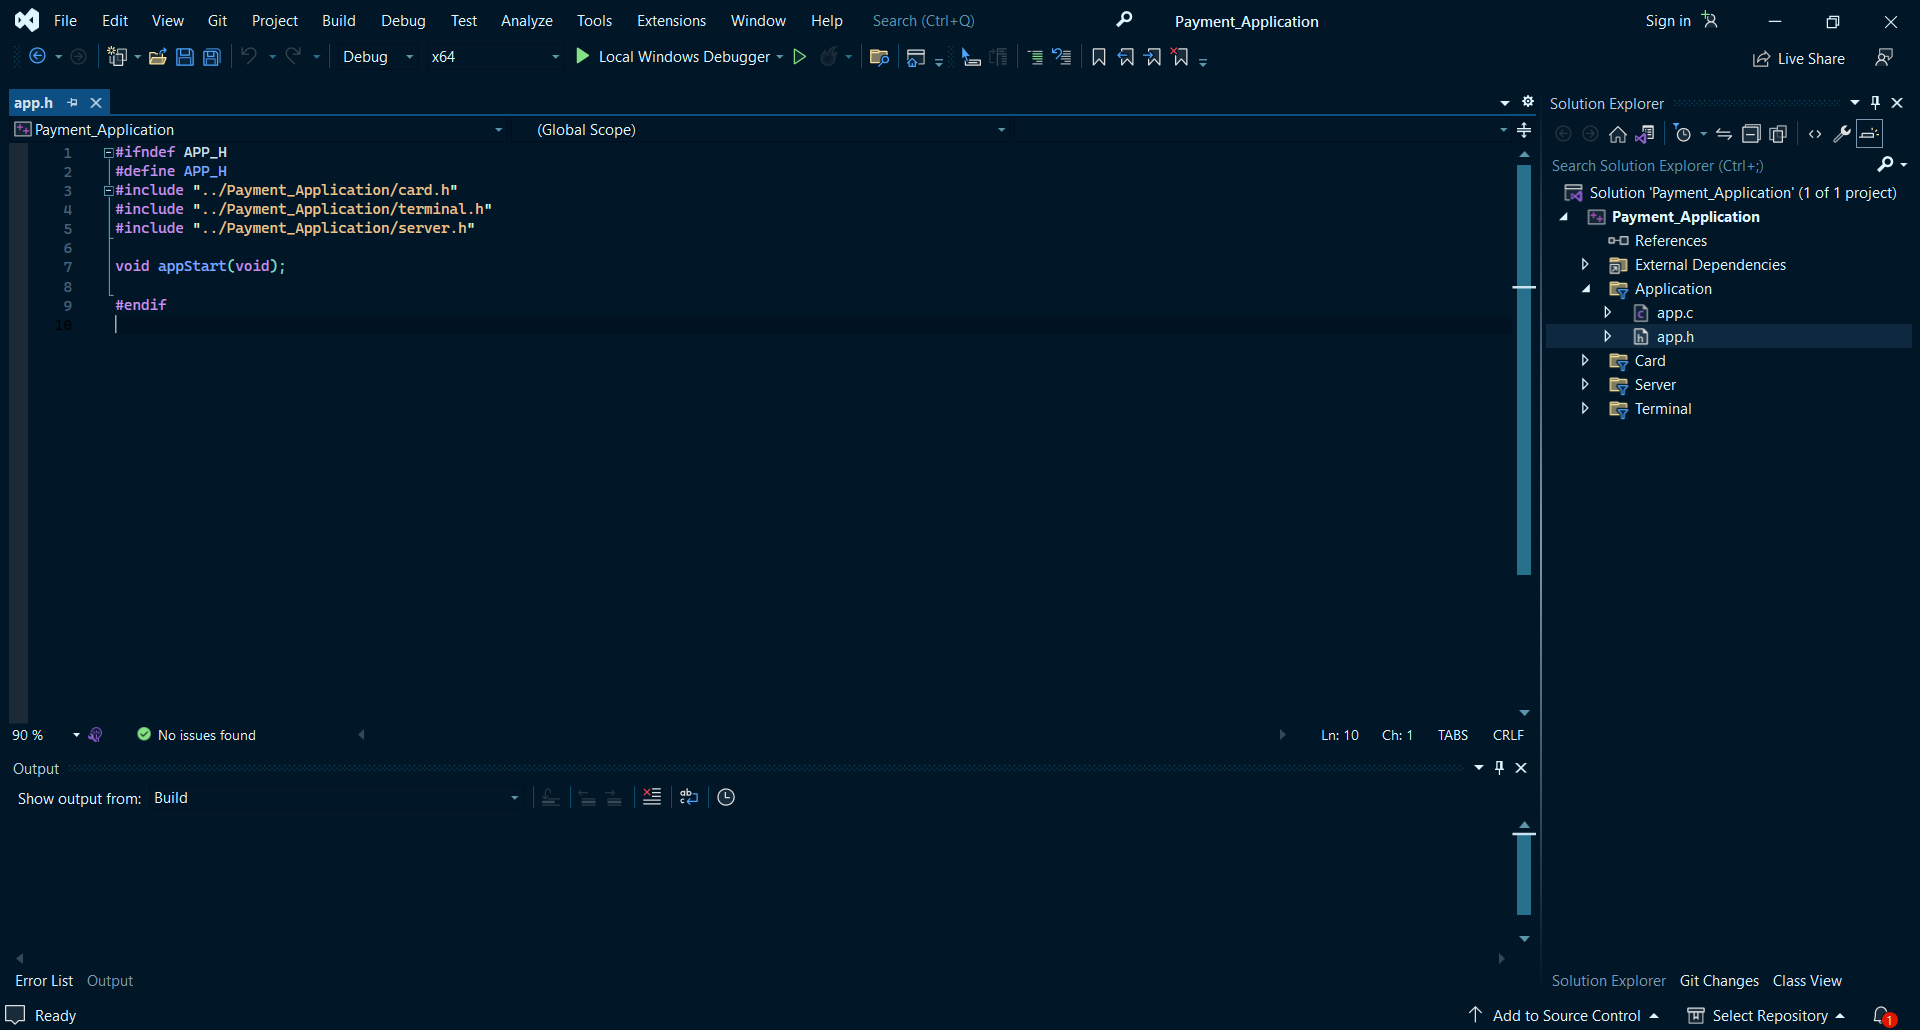 File Edit View Git Project Build Debug Test Analyze Tools Extensions Window Help Search (Ctrl+Q) Payment_Application Sign in
Debug x64 Local Windows Debugger Live Share
app.h
Payment_Application (Global Scope)
1 #ifndef APP_H
2 #define APP_H
3 #include "../Payment_Application/card.h"
4 #include "../Payment_Application/terminal.h"
5 #include "../Payment_Application/server.h"
6
7 void appStart(void);
8
9 #endif
10
90 % No issues found Ln: 10 Ch: 1 TABS CRLF
Output
Show output from: Build
Error List Output
Solution Explorer
Search Solution Explorer (Ctrl+;)
Solution 'Payment_Application' (1 of 1 project)
Payment_Application
References
External Dependencies
Application
app.c
app.h
Card
Server
Terminal
Solution Explorer Git Changes Class View
Ready Add to Source Control Select Repository 1